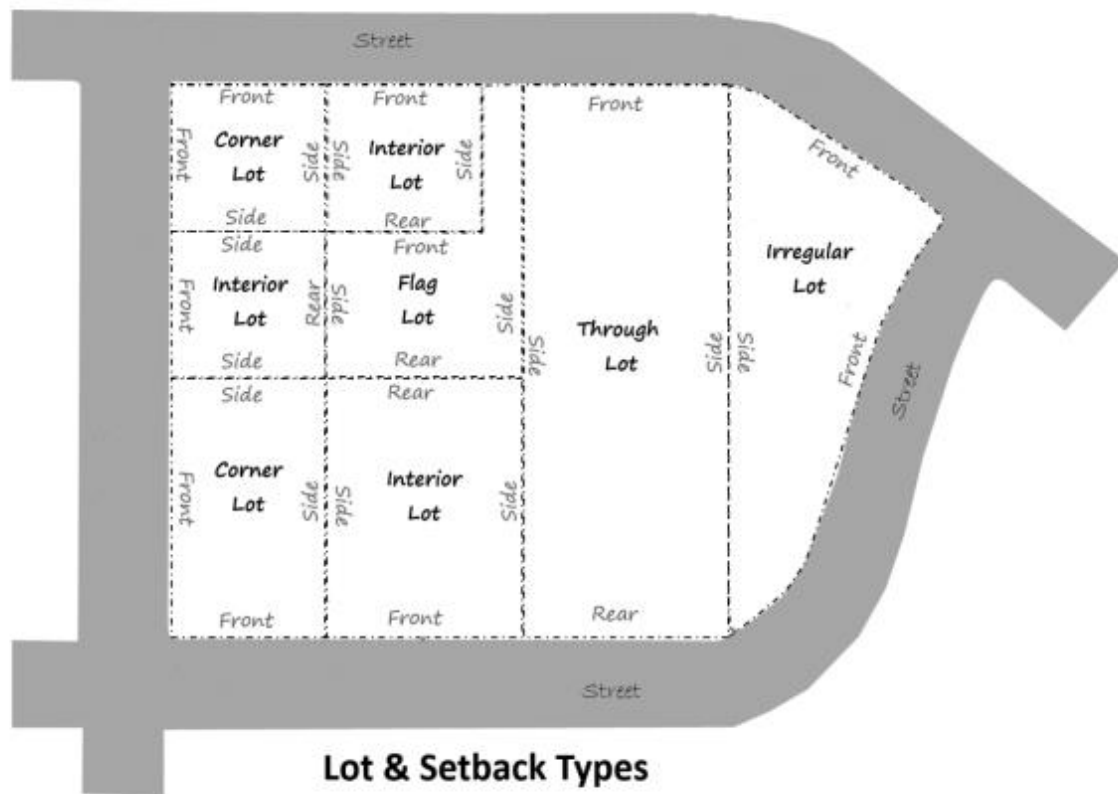 Street
Front
Front
Front
Front
Corner
Lot
Side
Side
Interior
Lot
Side
Front
Side
Rear
Side
Front
Front
Interior
Lot
Rear
Side
Flag
Lot
Side
Irregular
Lot
Side
Rear
Side
Through
Lot
Side
Side
Front
Side
Rear
Street
Front
Corner
Lot
Side
Side
Interior
Lot
Side
Front
Front
Rear
Street
Lot & Setback Types